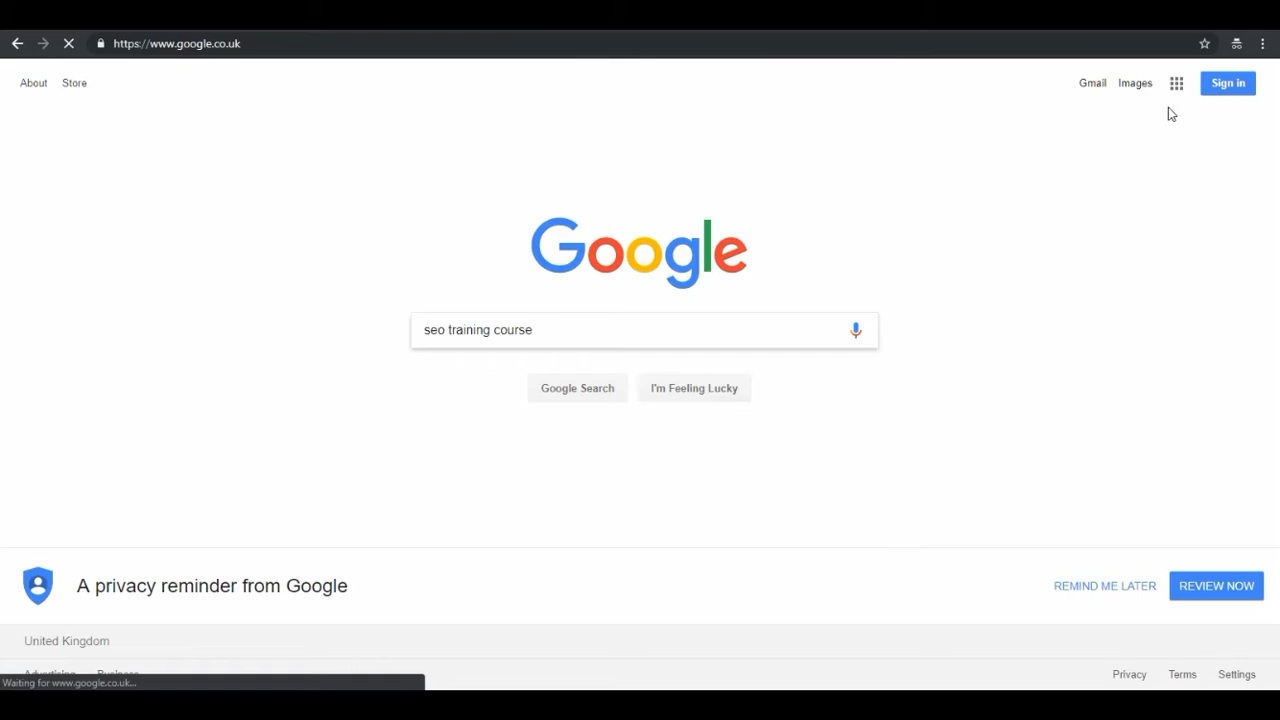 https://www.google.co.uk
About Store Gmail Images Sign in
Google
seo training course
Google Search I'm Feeling Lucky
A privacy reminder from Google REMIND ME LATER REVIEW NOW
United Kingdom
Advertising Business Privacy Terms Settings
Waiting for www.google.co.uk...